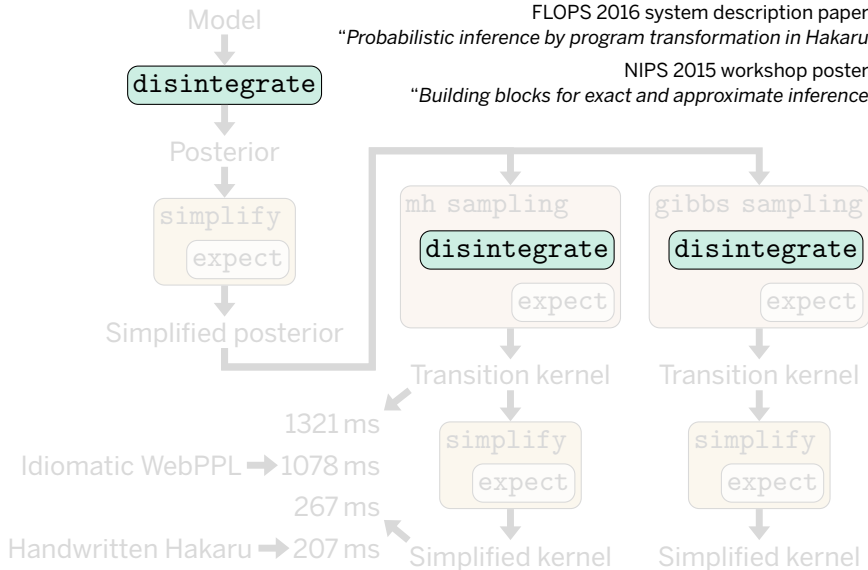 Model
FLOPS 2016 system description paper
“Probabilistic inference by program transformation in Hakaru
NIPS 2015 workshop poster
“Building blocks for exact and approximate inference
disintegrate
Posterior
simplify
expect
Simplified posterior
mh sampling
disintegrate
expect
gibbs sampling
disintegrate
expect
Transition kernel
Transition kernel
1321 ms
Idiomatic WebPPL 1078 ms
267 ms
Handwritten Hakaru 207 ms
simplify
expect
simplify
expect
Simplified kernel
Simplified kernel